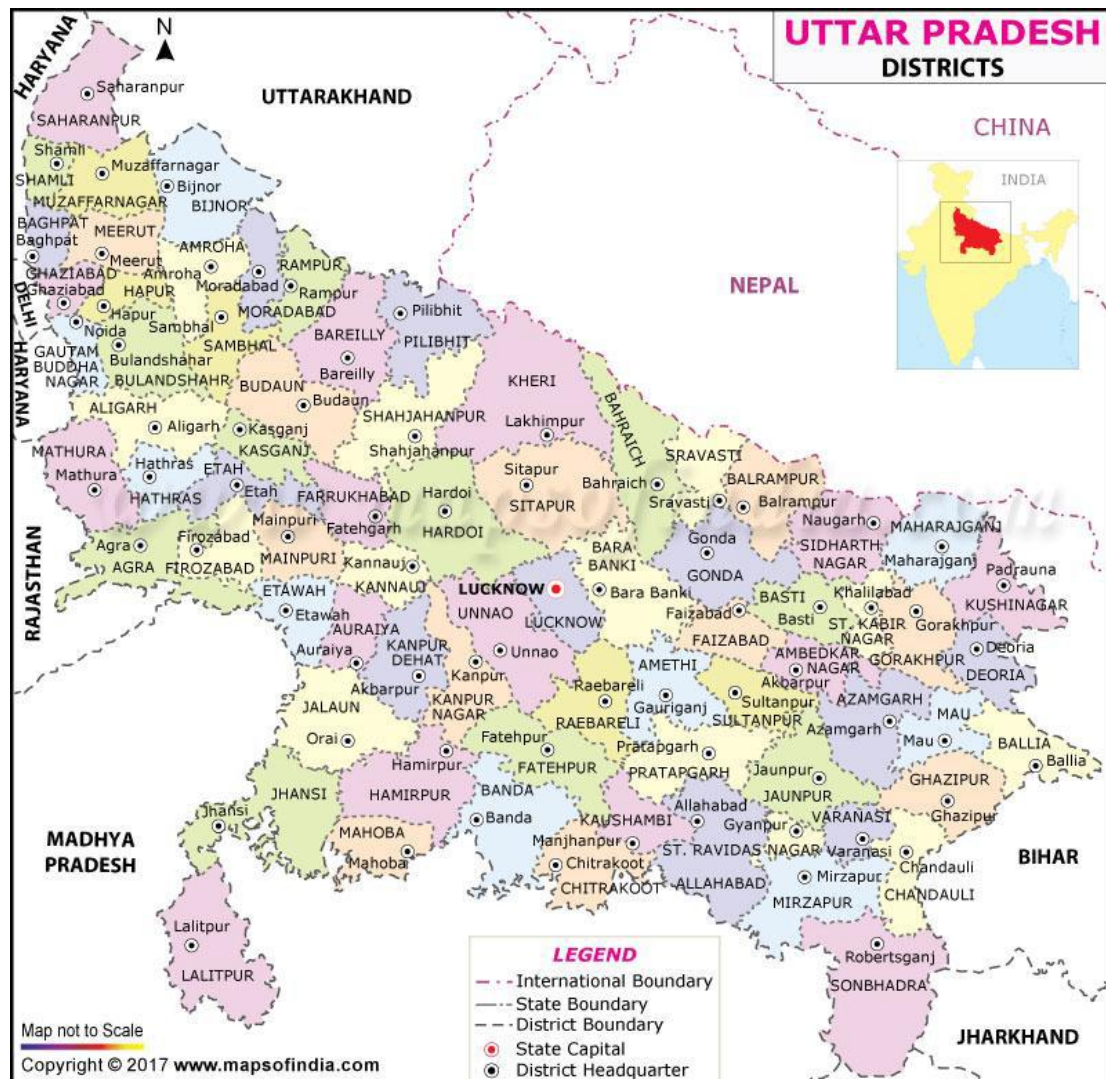 UTTAR PRADESH
DISTRICTS
N
HARYANA
UTTARAKHAND
CHINA
INDIA
NEPAL
Saharanpur
SAHARANPUR
Shamli
SHAMLI
Muzaffarnagar
MUZAFFARNAGAR
Bijnor
BIJNOR
BAGHPAT
Baghpat
MEERUT
Meerut
AMROHA
Amroha
Moradabad
MORADABAD
RAMPUR
Rampur
GHAZIABAD
Ghaziabad
HAPUR
Hapur
DELHI
Noida
GAUTAM
BUDDHA
NAGAR
HARYANA
Sambhal
SAMBHAL
Bulandshahar
BULANDSHAHR
BAREILLY
Bareilly
Pilibhit
PILIBHIT
BUDAUN
Budaun
KHERI
Lakhimpur
SHAHJAHANPUR
Shahjahanpur
ALIGARH
Aligarh
Kasganj
KASGANJ
BAHRAICH
Bahraich
MATHURA
Mathura
Hathras
HATHRAS
ETAH
Etah
FARRUKHABAD
Fatehgarh
Hardoi
HARDOI
Sitapur
SITAPUR
SRAVASTI
Sravasti
BALRAMPUR
Balrampur
RAJASTHAN
Agra
AGRA
Firozabad
FIROZABAD
Mainpuri
MAINPURI
Kannauj
KANNAUJ
BARA
BANKI
Bara Banki
Gonda
GONDA
Naugarh
SIDHARTH
NAGAR
MAHARAJGANJ
Maharajganj
Padrauna
KUSHINAGAR
ETAWAH
Etawah
LUCKNOW
LUCKNOW
UNNAO
Unnao
Faizabad
FAIZABAD
BASTI
Basti
Khalilabad
ST. KABIR
NAGAR
Gorakhpur
GORAKHPUR
Deoria
DEORIA
AURAIYA
Auraiya
KANPUR
DEHAT
Akbarpur
Kanpur
KANPUR
NAGAR
AMETHI
Gauriganj
Raebareli
RAEBARELI
Sultanpur
SULTANPUR
AMBEDKAR
NAGAR
Akbarpur
AZAMGARH
Azamgarh
MAU
Mau
BALLIA
Ballia
JALAUN
Orai
Hamirpur
HAMIRPUR
Fatehpur
FATEHPUR
Pratapgarh
PRATAPGARH
Jaunpur
JAUNPUR
GHAZIPUR
Ghazipur
JHANSI
Jhansi
MAHOBA
Mahoba
BANDA
Banda
KAUSHAMBI
Manjhanpur
Allahabad
ALLAHABAD
Gyanpur
ST. RAVIDAS NAGAR
VARANASI
Varanasi
Chandauli
CHANDAULI
Chitrakoot
CHITRAKOOT
Mirzapur
MIRZAPUR
MADHYA
PRADESH
BIHAR
Lalitpur
LALITPUR
Robertsganj
SONBHADRA
JHARKHAND
LEGEND
International Boundary
State Boundary
District Boundary
State Capital
District Headquarter
Map not to Scale
Copyright © 2017 www.mapsofindia.com